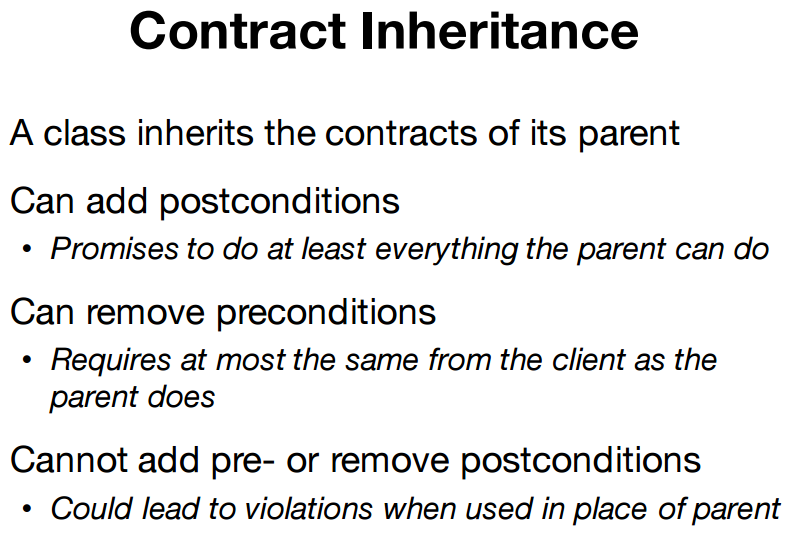 Contract Inheritance
A class inherits the contracts of its parent
Can add postconditions
• Promises to do at least everything the parent can do
Can remove preconditions
• Requires at most the same from the client as the
parent does
Cannot add pre- or remove postconditions
• Could lead to violations when used in place of parent